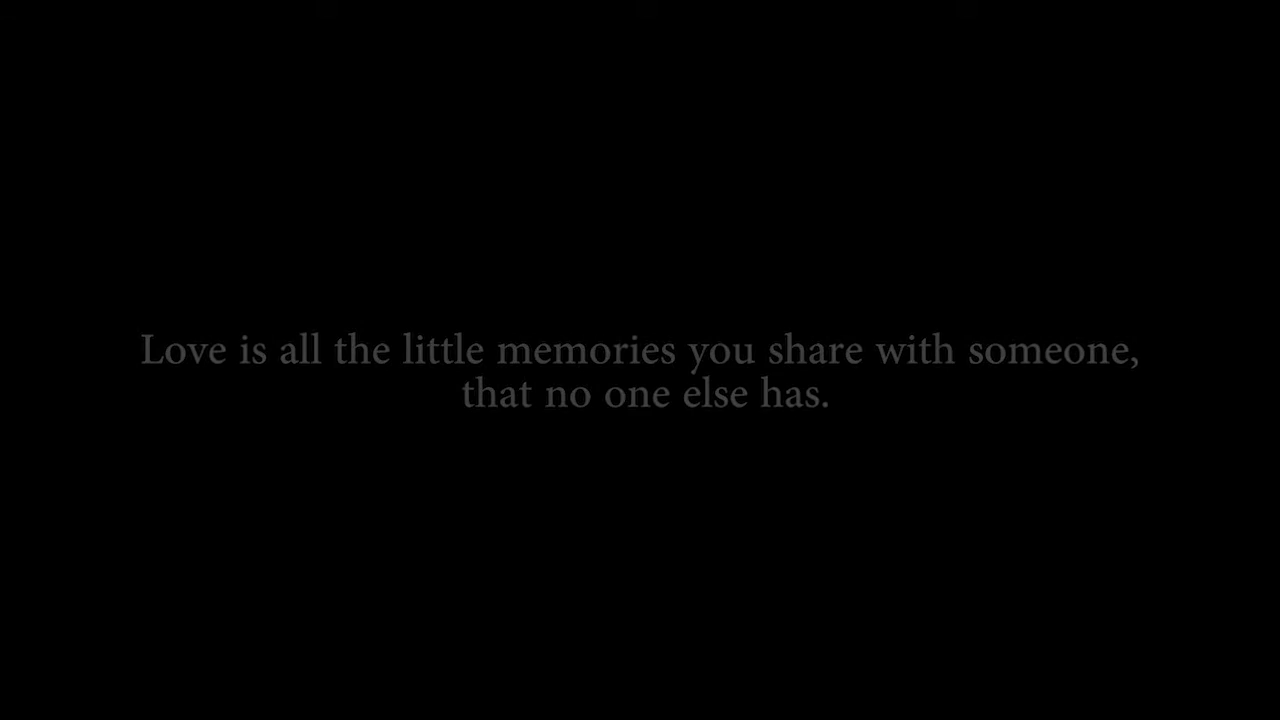 Love is all the little memories you share with someone,
that no one else has.